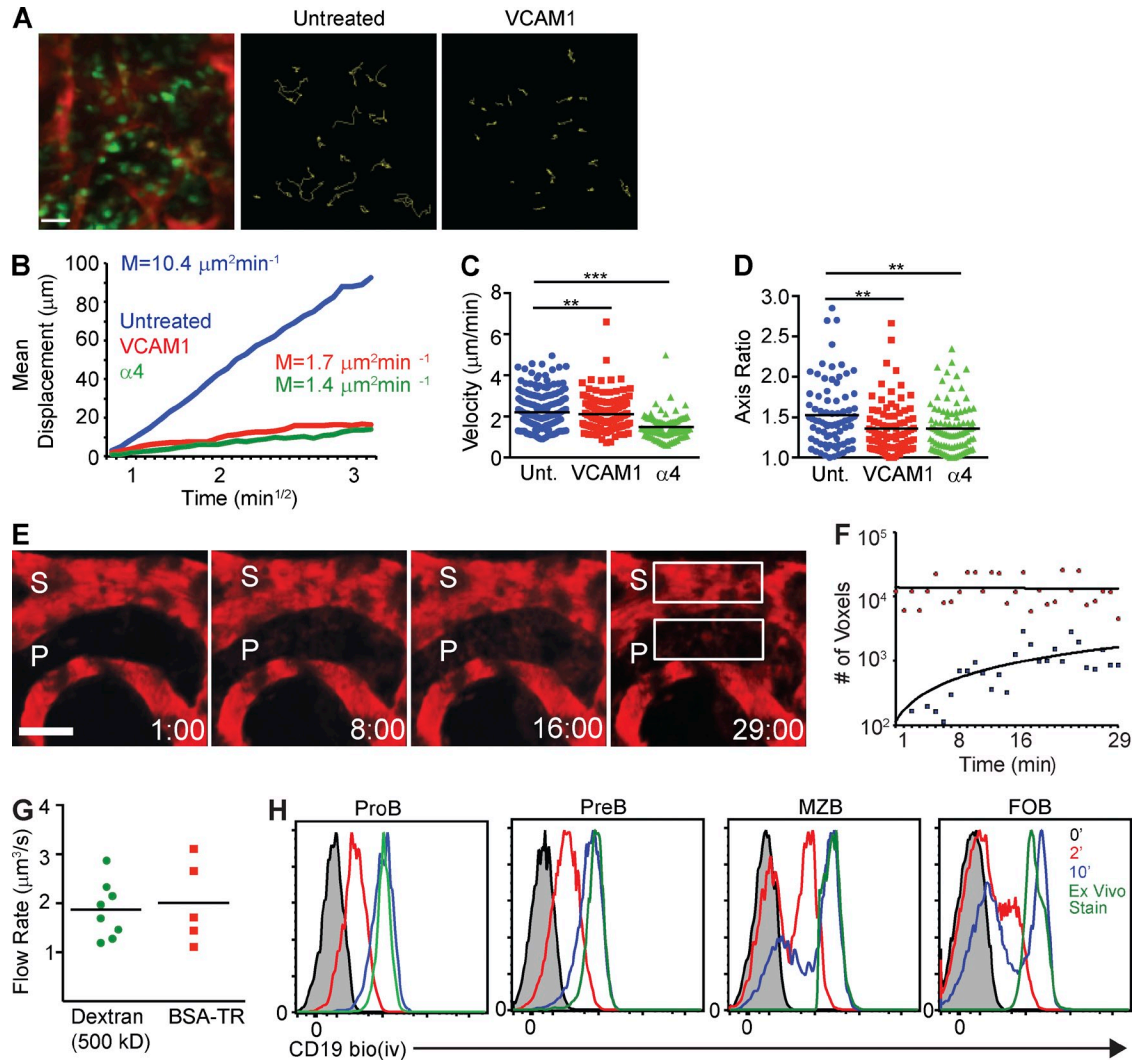 A
Untreated
VCAM1
B
Mean
Displacement (μm)
100
80
60
40
20
0
M=10.4 μm²min⁻¹
Untreated
VCAM1
α4
M=1.7 μm²min ⁻¹
M=1.4 μm²min ⁻¹
1
2
3
Time (min¹ᐟ²)
C
Velocity (μm/min)
8
6
4
2
0
***
**
Unt.
VCAM1
α4
D
Axis Ratio
3.0
2.5
2.0
1.5
1.0
**
**
Unt.
VCAM1
α4
E
S
P
1:00
S
P
8:00
S
P
16:00
S
P
29:00
F
# of Voxels
10⁵
10⁴
10³
10²
1
8
16
29
Time (min)
G
Flow Rate (μm³/s)
4
3
2
1
Dextran
(500 kD)
BSA-TR
H
ProB
PreB
MZB
FOB
0'
2'
10'
Ex Vivo
Stain
0
0
0
0
0
0
0
0
CD19 bio(iv)